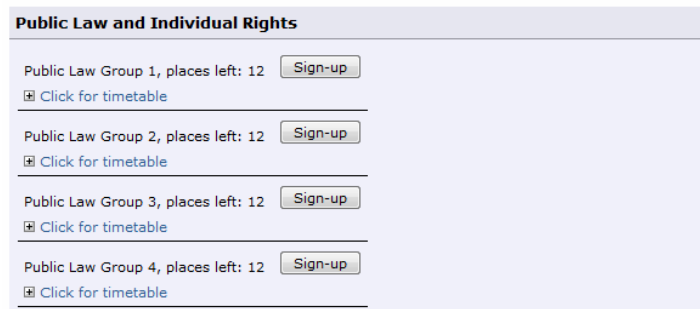 Public Law and Individual Rights
Public Law Group 1, places left: 12 Sign-up
Click for timetable
Public Law Group 2, places left: 12 Sign-up
Click for timetable
Public Law Group 3, places left: 12 Sign-up
Click for timetable
Public Law Group 4, places left: 12 Sign-up
Click for timetable